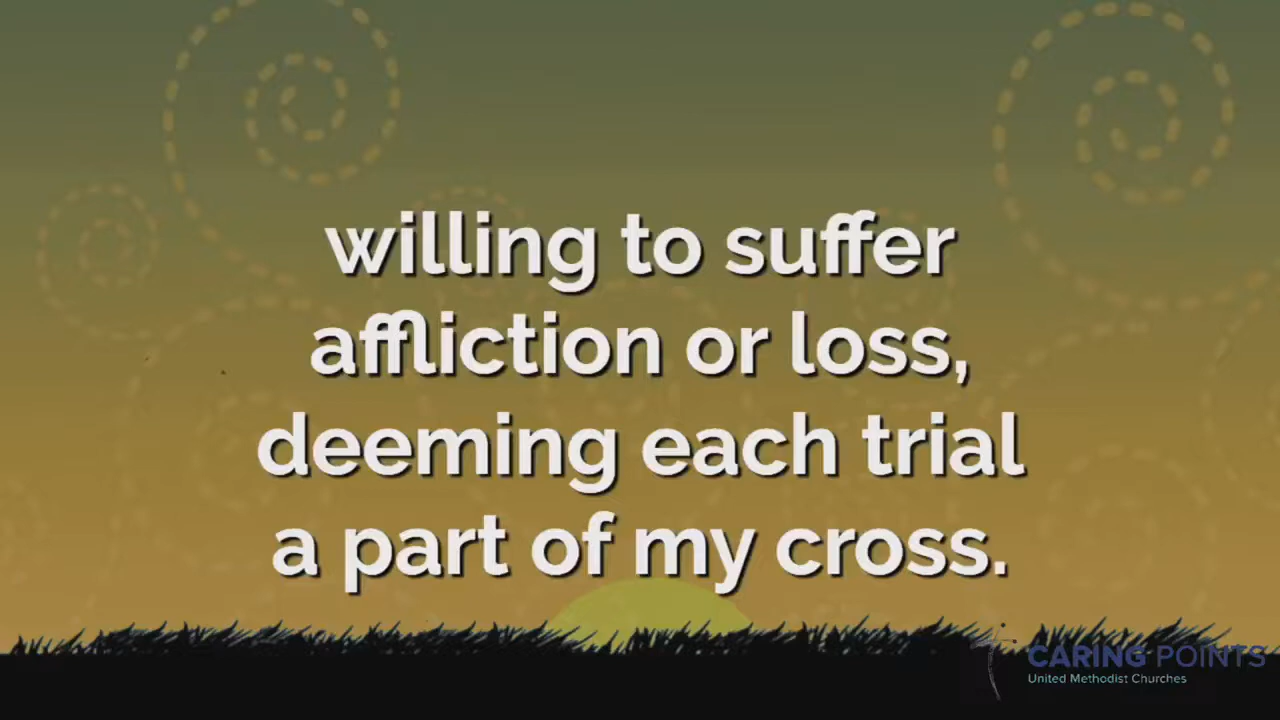 willing to suffer
affliction or loss,
deeming each trial
a part of my cross.
CARING POINTS
United Methodist Churches